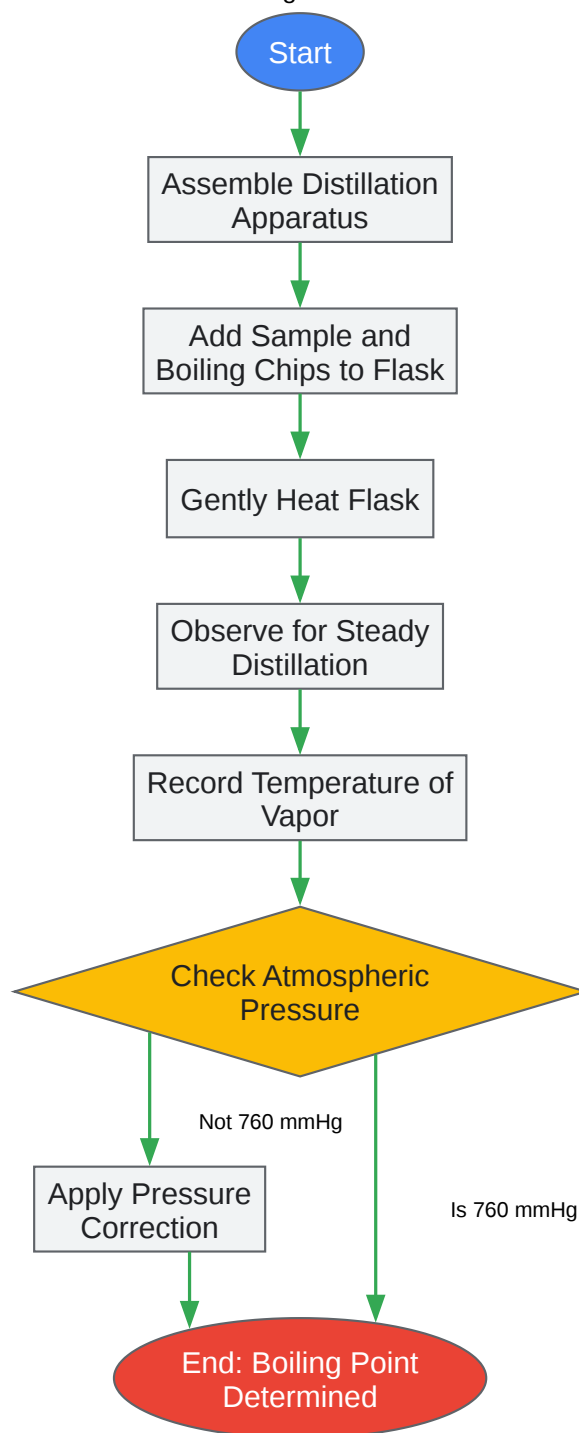 Start
Assemble Distillation
Apparatus
Add Sample and
Boiling Chips to Flask
Gently Heat Flask
Observe for Steady
Distillation
Record Temperature of
Vapor
Check Atmospheric
Pressure
Not 760 mmHg
Apply Pressure
Correction
Is 760 mmHg
End: Boiling Point
Determined